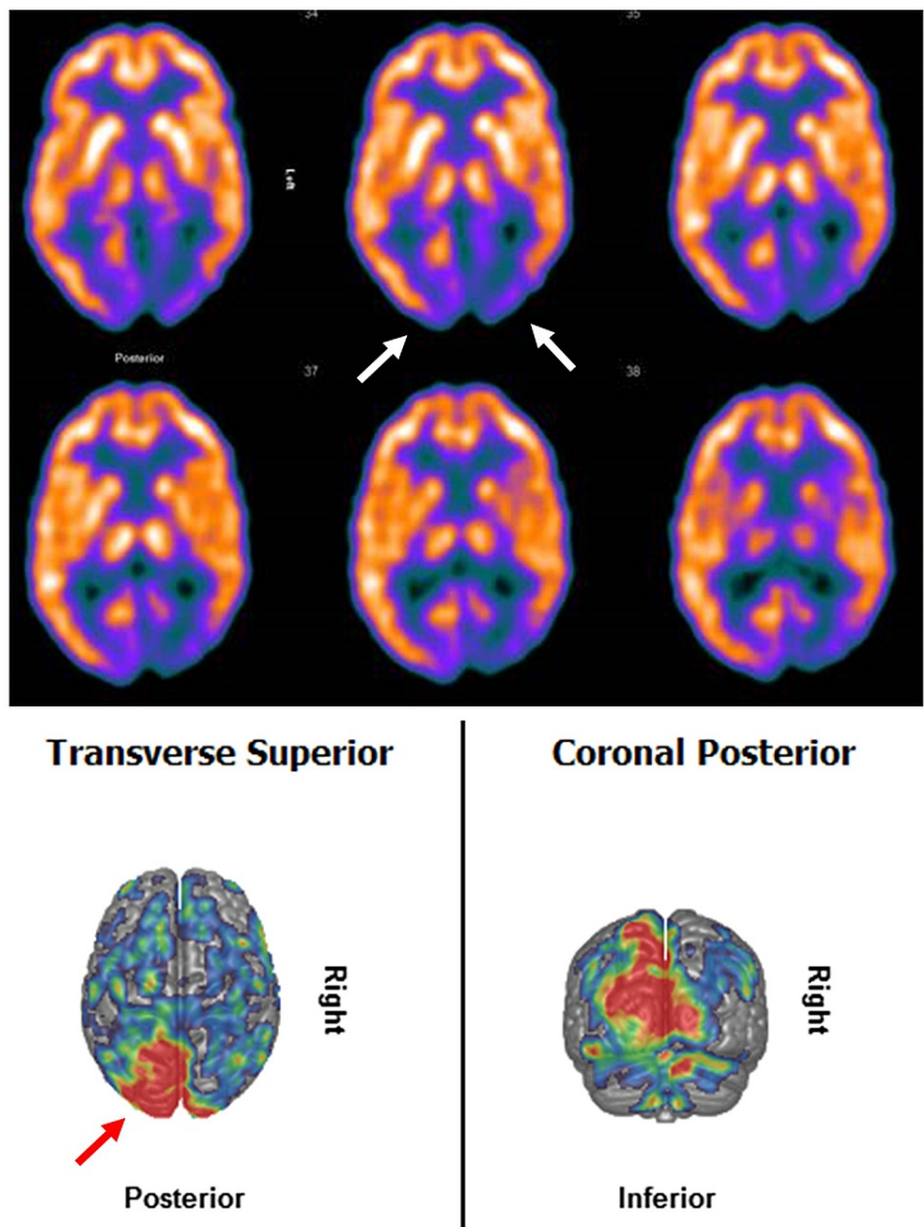 34
35
Left
Posterior
37
38
Transverse Superior
Coronal Posterior
Right
Right
Posterior
Inferior